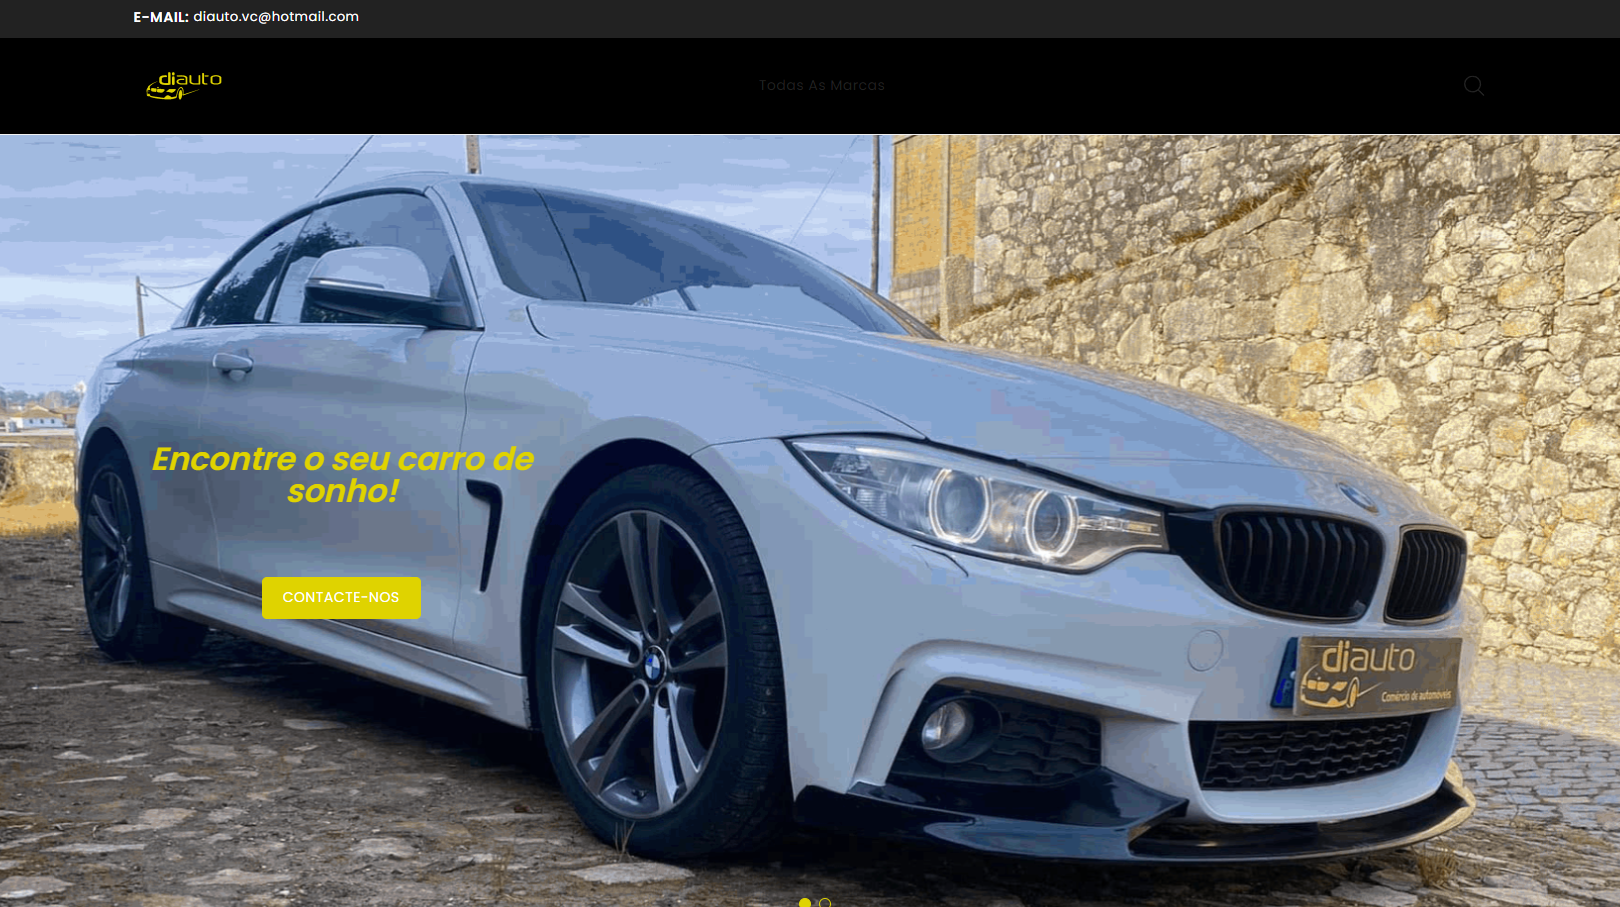 E-MAIL: diauto.vc@hotmail.com
diauto
Todas As Marcas
Encontre o seu carro de
sonho!
CONTACTE-NOS
diauto
Comércio de automóveis